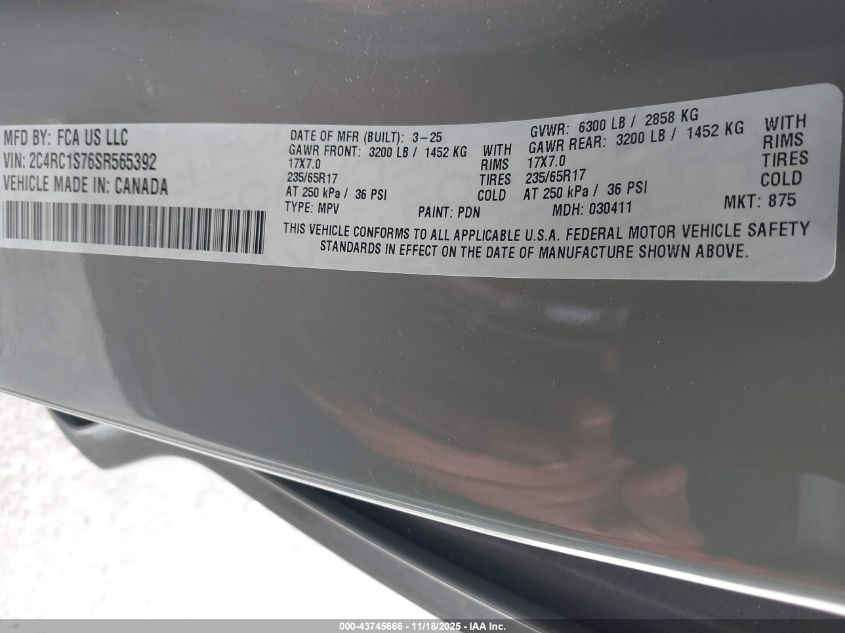 MFD BY: FCA US LLC
VIN: 2C4RC1S76SR565392
VEHICLE MADE IN: CANADA
DATE OF MFR (BUILT): 3-25
GVWR: 6300 LB / 2858 KG
GAWR FRONT: 3200 LB / 1452 KG WITH
GAWR REAR: 3200 LB / 1452 KG WITH
17X7.0 RIMS
17X7.0 RIMS
235/65R17 TIRES
235/65R17 TIRES
AT 250 kPa / 36 PSI COLD
AT 250 kPa / 36 PSI COLD
TYPE: MPV PAINT: PDN MDH: 030411 MKT: 875
THIS VEHICLE CONFORMS TO ALL APPLICABLE U.S.A. FEDERAL MOTOR VEHICLE SAFETY
STANDARDS IN EFFECT ON THE DATE OF MANUFACTURE SHOWN ABOVE.
000-43745666 - 11/18/2025 - IAA Inc.